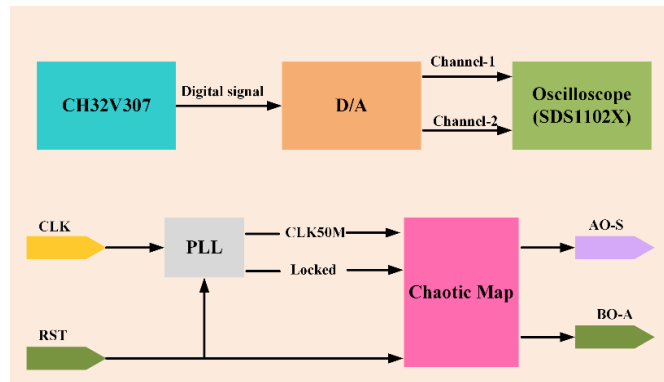 CH32V307
Digital signal
D/A
Channel-1
Channel-2
Oscilloscope
(SDS1102X)
CLK
PLL
CLK50M
Locked
Chaotic Map
AO-S
BO-A
RST